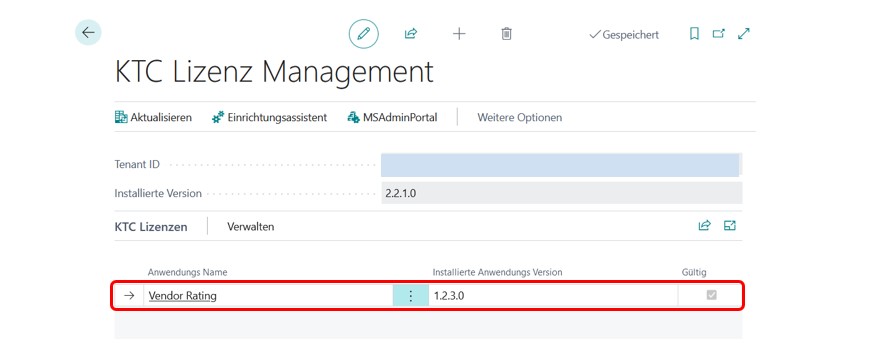 Gespeichert
KTC Lizenz Management
Aktualisieren Einrichtungsassistent MSAdminPortal Weitere Optionen
Tenant ID
Installierte Version 2.2.1.0
KTC Lizenzen Verwalten
Anwendungs Name Installierte Anwendungs Version Gültig
Vendor Rating 1.2.3.0